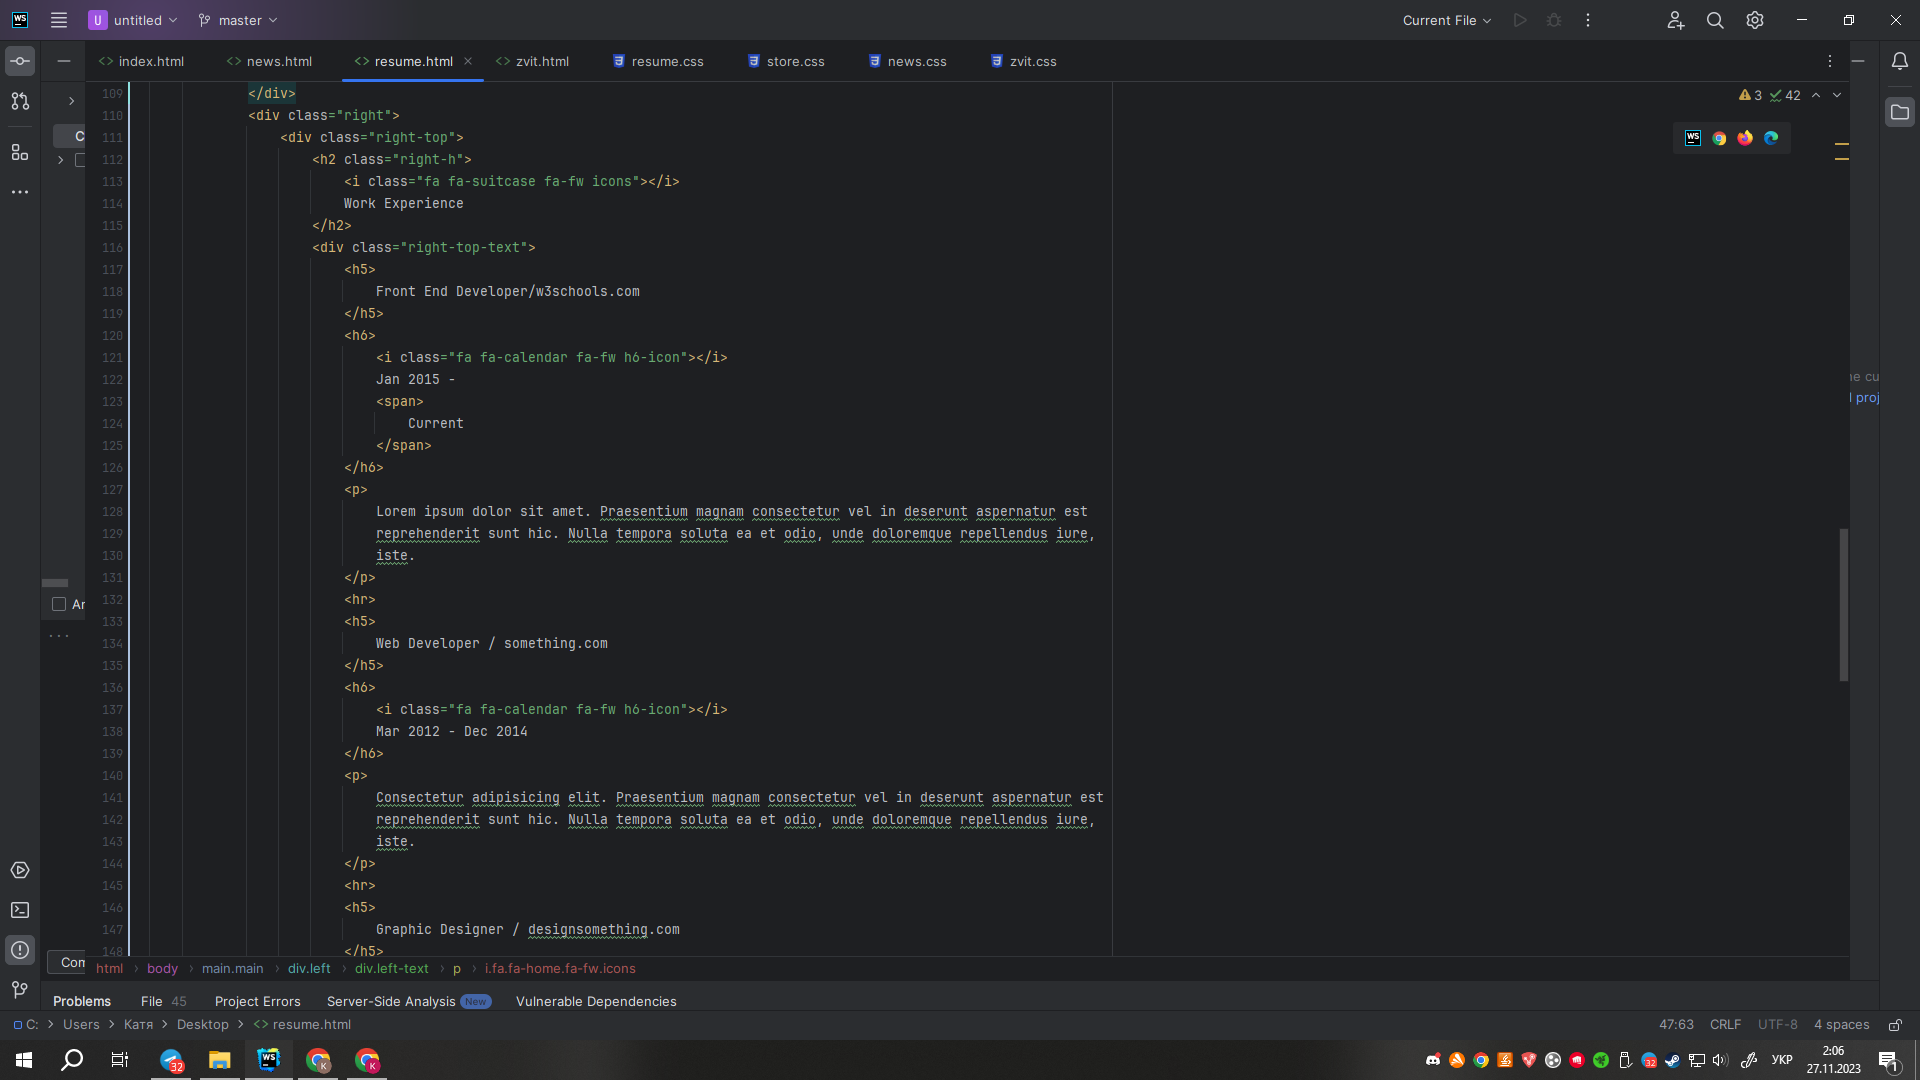 WS
U untitled
master
Current File
index.html
news.html
resume.html
zvit.html
resume.css
store.css
news.css
zvit.css
3 42
109 </div>
110 <div class="right">
111 <div class="right-top">
112 <h2 class="right-h">
113 <i class="fa fa-suitcase fa-fw icons"></i>
114 Work Experience
115 </h2>
116 <div class="right-top-text">
117 <h5>
118 Front End Developer/w3schools.com
119 </h5>
120 <h6>
121 <i class="fa fa-calendar fa-fw h6-icon"></i>
122 Jan 2015 -
123 <span>
124 Current
125 </span>
126 </h6>
127 <p>
128 Lorem ipsum dolor sit amet. Praesentium magnam consectetur vel in deserunt aspernatur est
129 reprehenderit sunt hic. Nulla tempora soluta ea et odio, unde doloremque repellendus iure,
130 iste.
131 </p>
132 <hr>
133 <h5>
134 Web Developer / something.com
135 </h5>
136 <h6>
137 <i class="fa fa-calendar fa-fw h6-icon"></i>
138 Mar 2012 - Dec 2014
139 </h6>
140 <p>
141 Consectetur adipisicing elit. Praesentium magnam consectetur vel in deserunt aspernatur est
142 reprehenderit sunt hic. Nulla tempora soluta ea et odio, unde doloremque repellendus iure,
143 iste.
144 </p>
145 <hr>
146 <h5>
147 Graphic Designer / designsomething.com
148 </h5>
html › body › main.main › div.left › div.left-text › p › i.fa.fa-home.fa-fw.icons
Problems File 45 Project Errors Server-Side Analysis New Vulnerable Dependencies
C: > Users > Катя > Desktop > resume.html
47:63 CRLF UTF-8 4 spaces
32
WS
K
K
32
УКР
2:06
27.11.2023
1